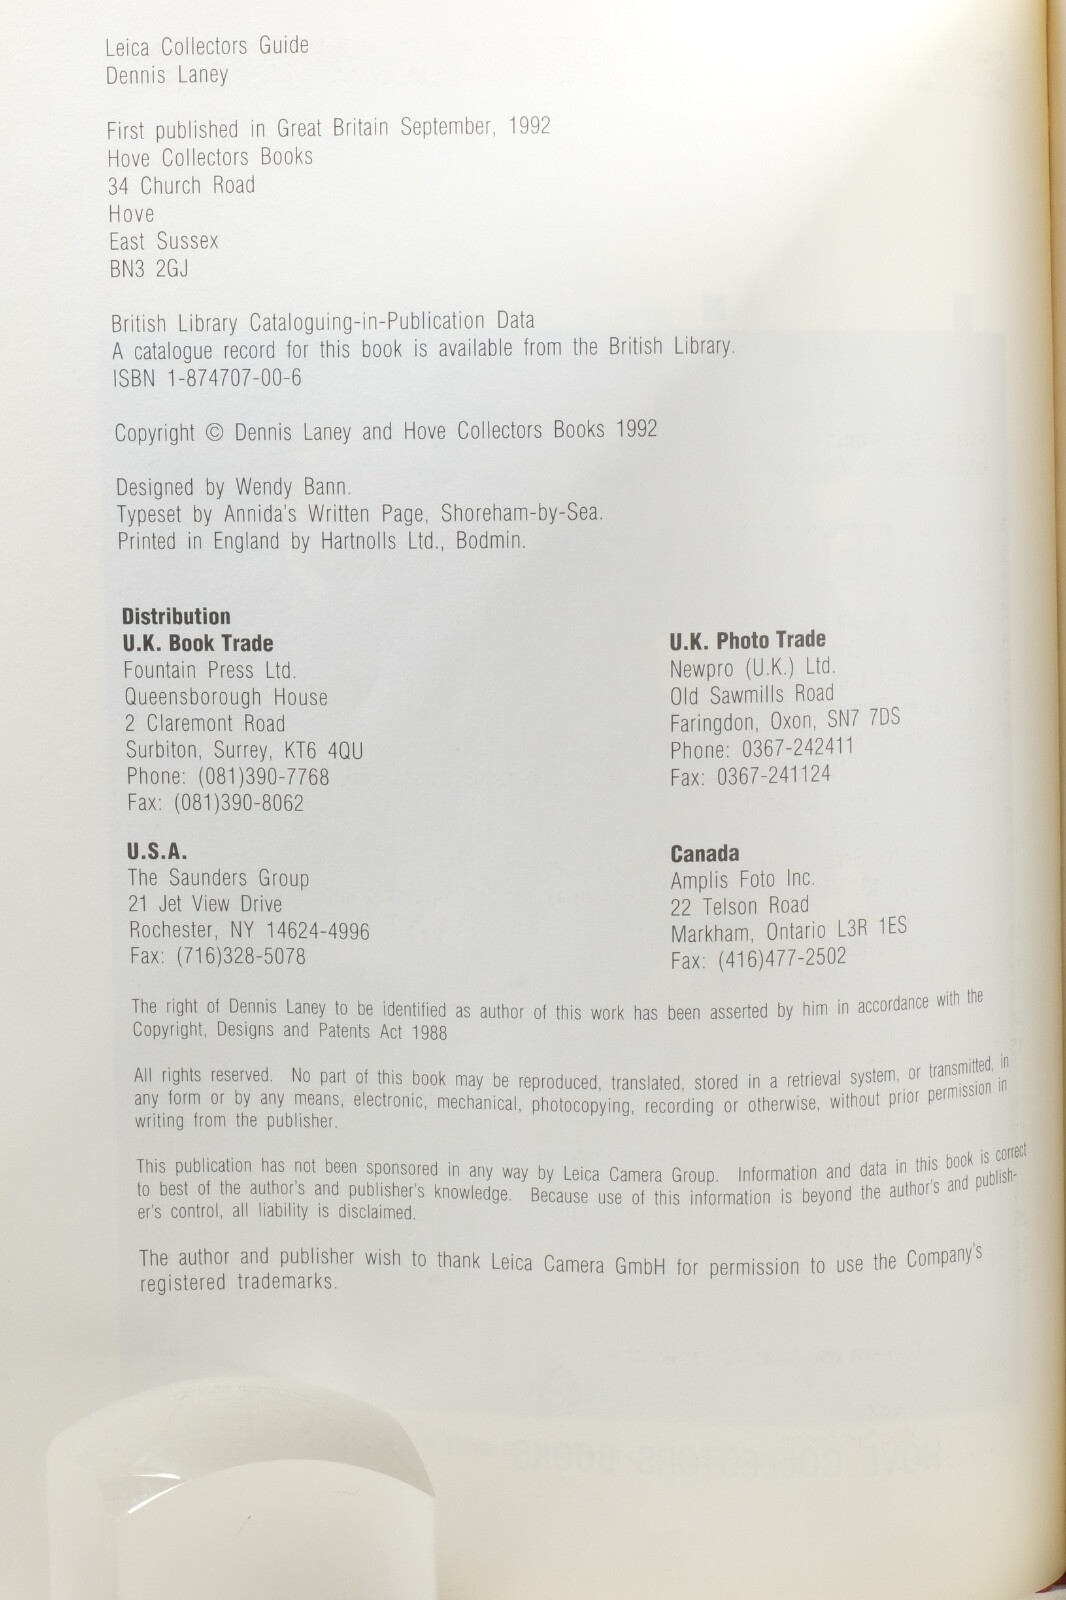 Leica Collectors Guide
Dennis Laney
First published in Great Britain September, 1992
Hove Collectors Books
34 Church Road
Hove
East Sussex
BN3 2GJ
British Library Cataloguing-in-Publication Data
A catalogue record for this book is available from the British Library.
ISBN 1-874707-00-6
Copyright © Dennis Laney and Hove Collectors Books 1992
Designed by Wendy Bann.
Typeset by Annida's Written Page, Shoreham-by-Sea.
Printed in England by Hartnolls Ltd., Bodmin.
Distribution
U.K. Book Trade
Fountain Press Ltd.
Queensborough House
2 Claremont Road
Surbiton, Surrey, KT6 4QU
Phone: (081)390-7768
Fax: (081)390-8062
U.K. Photo Trade
Newpro (U.K.) Ltd.
Old Sawmills Road
Faringdon, Oxon, SN7 7DS
Phone: 0367-242411
Fax: 0367-241124
U.S.A.
The Saunders Group
21 Jet View Drive
Rochester, NY 14624-4996
Fax: (716)328-5078
Canada
Amplis Foto Inc.
22 Telson Road
Markham, Ontario L3R 1ES
Fax: (416)477-2502
The right of Dennis Laney to be identified as author of this work has been asserted by him in accordance with the
Copyright, Designs and Patents Act 1988
All rights reserved. No part of this book may be reproduced, translated, stored in a retrieval system, or transmitted, in
any form or by any means, electronic, mechanical, photocopying, recording or otherwise, without prior permission in
writing from the publisher.
This publication has not been sponsored in any way by Leica Camera Group. Information and data in this book is correct
to best of the author's and publisher's knowledge. Because use of this information is beyond the author's and publish-
er's control, all liability is disclaimed.
The author and publisher wish to thank Leica Camera GmbH for permission to use the Company's
registered trademarks.